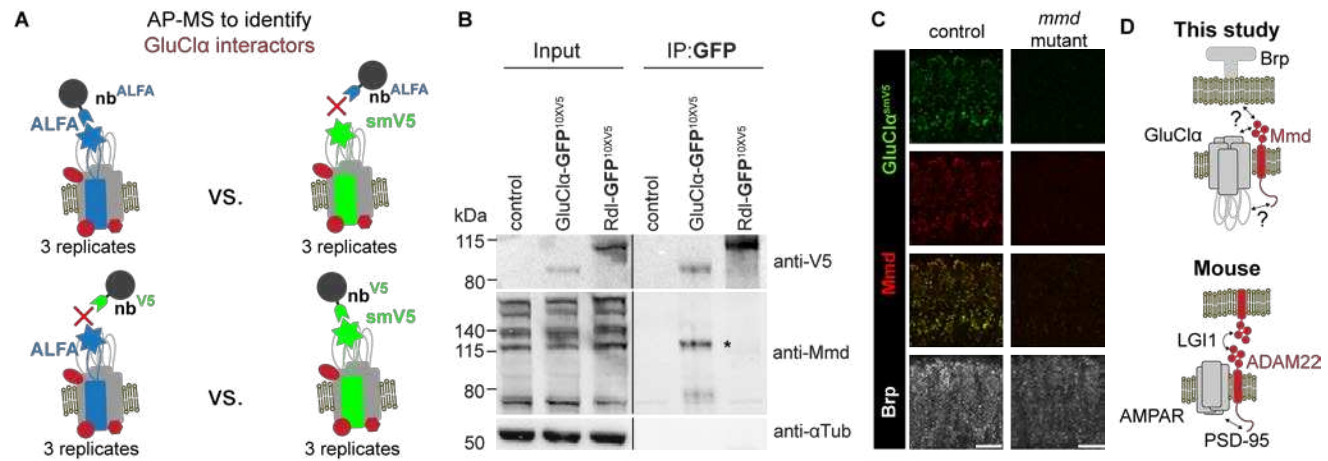 A
AP-MS to identify
GluClα interactors
nbALFA
ALFA
3 replicates
vs.
nbALFA
smV5
3 replicates
nbV5
ALFA
3 replicates
vs.
nbV5
smV5
3 replicates
B
Input
IP:GFP
control
GluClα-GFP10XV5
Rdl-GFP10XV5
control
GluClα-GFP10XV5
Rdl-GFP10XV5
kDa
115
80
anti-V5
140
115
80
*
anti-Mmd
50
anti-αTub
C
control
mmd
mutant
GluClαsmV5
Mmd
Brp
D
This study
Brp
?
GluClα
Mmd
?
Mouse
LGI1
ADAM22
AMPAR
PSD-95